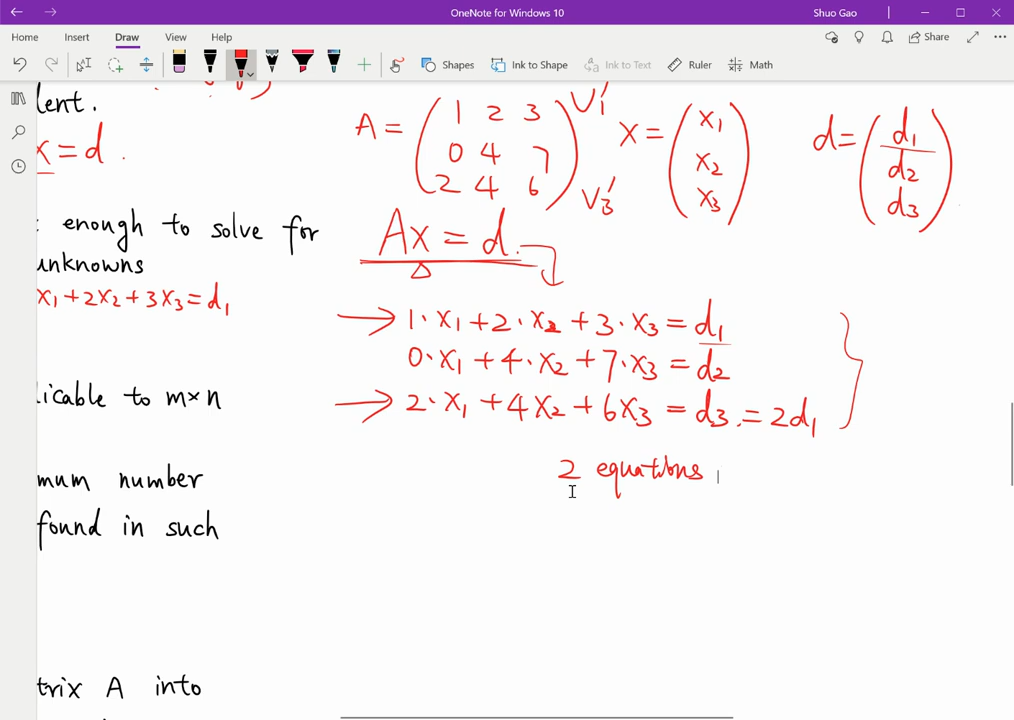 OneNote for Windows 10
Shuo Gao
Home Insert Draw View Help
Share
Shapes Ink to Shape Ink to Text Ruler Math
lent.
x = d .
enough to solve for
unknowns
x1 + 2x2 + 3x3 = d1
licable to m×n
mum number
found in such
trix A into
A = ( 1 2 3 ) V1' x = ( x1 ) d = ( d1 )
0 4 7 x2 d2
2 4 6 V3' x3 d3
Ax = d.
→ 1·x1 + 2·x2 + 3·x3 = d1
0·x1 + 4·x2 + 7·x3 = d2
→ 2·x1 + 4x2 + 6x3 = d3. = 2d1
2 equations